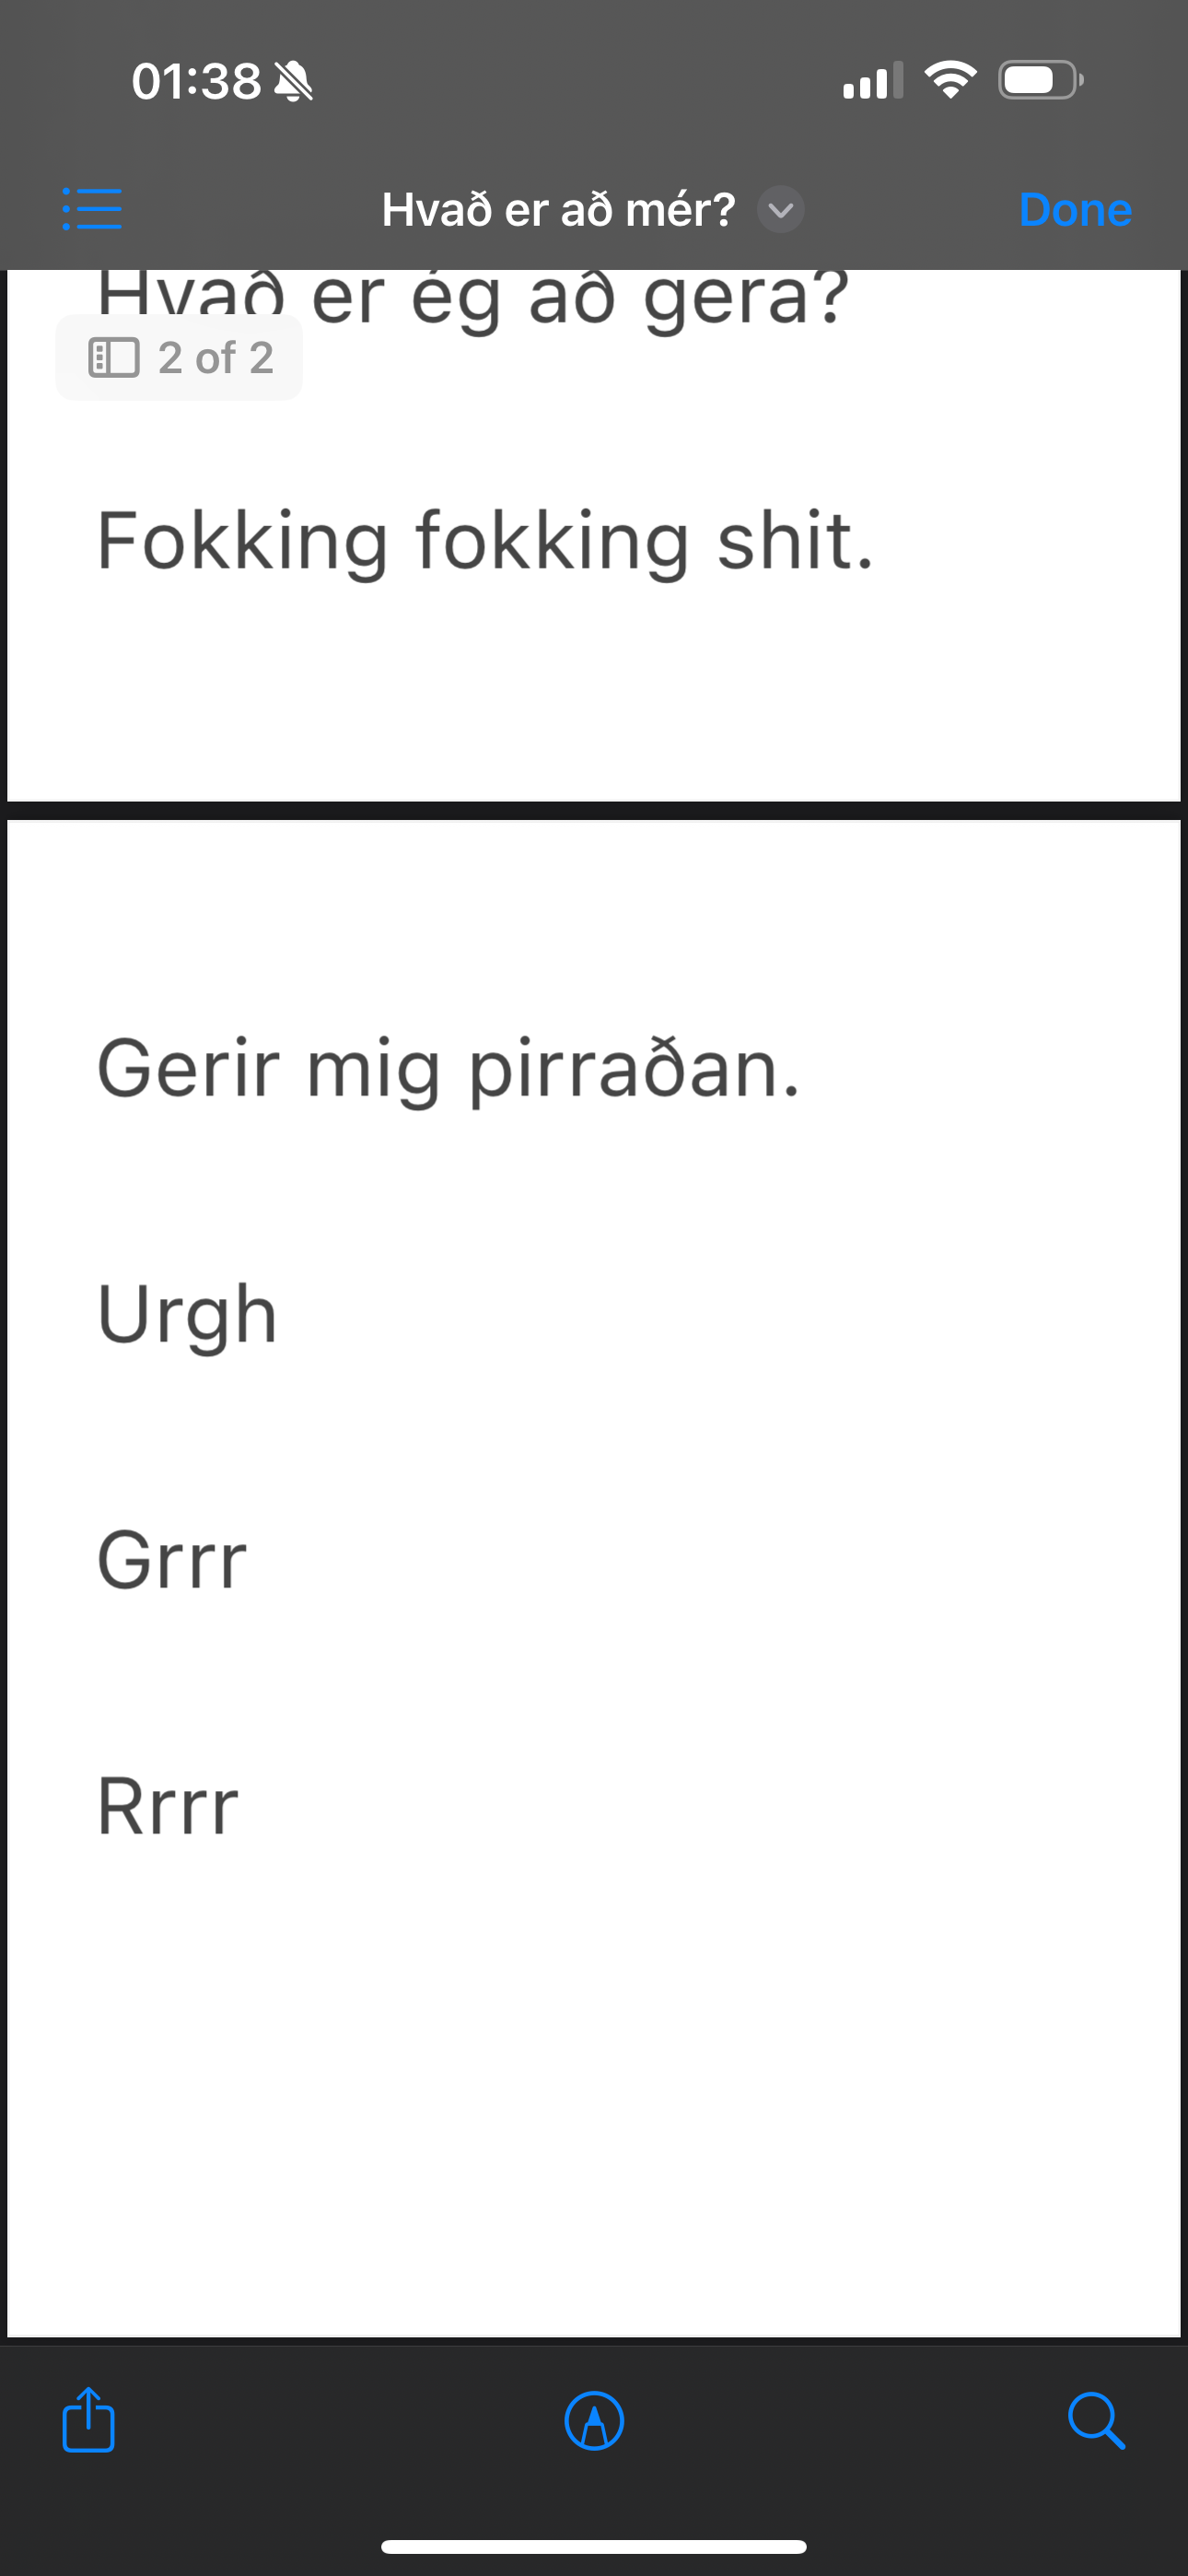 01:38
Hvað er að mér?
Done
Hvað er ég að gera?
2 of 2
Fokking fokking shit.
Gerir mig pirraðan.
Urgh
Grrr
Rrrr